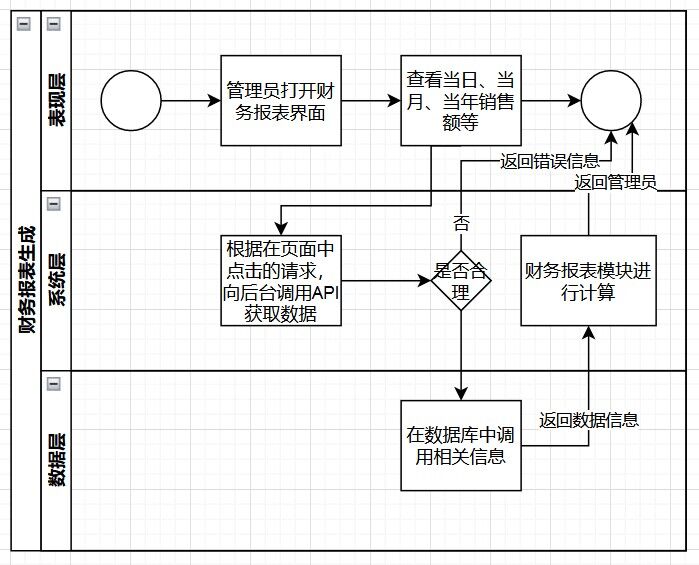 财务报表生成
表现层
管理员打开财
务报表界面
查看当日、当
月、当年销售
额等
返回错误信息
返回管理员
系统层
根据在页面中
点击的请求，
向后台调用API
获取数据
否
是否合
理
财务报表模块进
行计算
数据层
在数据库中调
用相关信息
返回数据信息